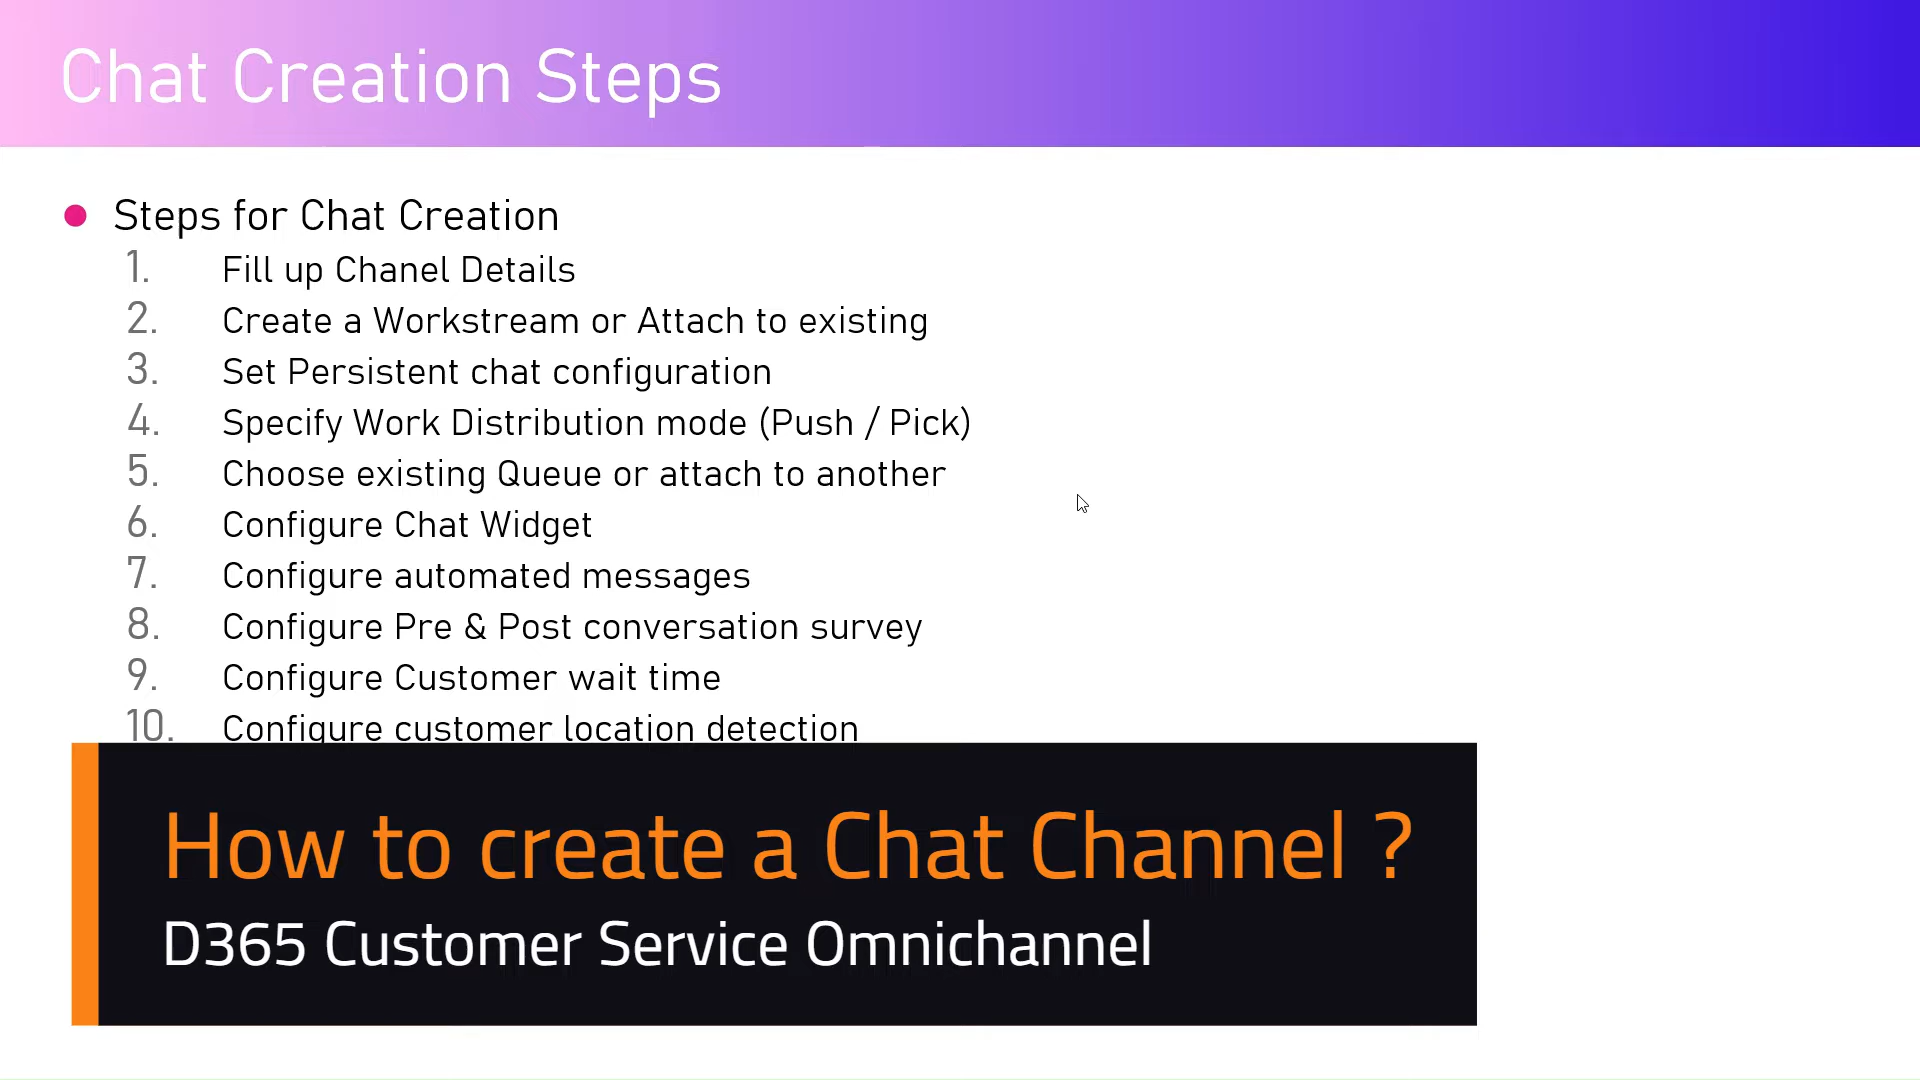 Chat Creation Steps
Steps for Chat Creation
1. Fill up Chanel Details
2. Create a Workstream or Attach to existing
3. Set Persistent chat configuration
4. Specify Work Distribution mode (Push / Pick)
5. Choose existing Queue or attach to another
6. Configure Chat Widget
7. Configure automated messages
8. Configure Pre & Post conversation survey
9. Configure Customer wait time
10. Configure customer location detection
How to create a Chat Channel ?
D365 Customer Service Omnichannel